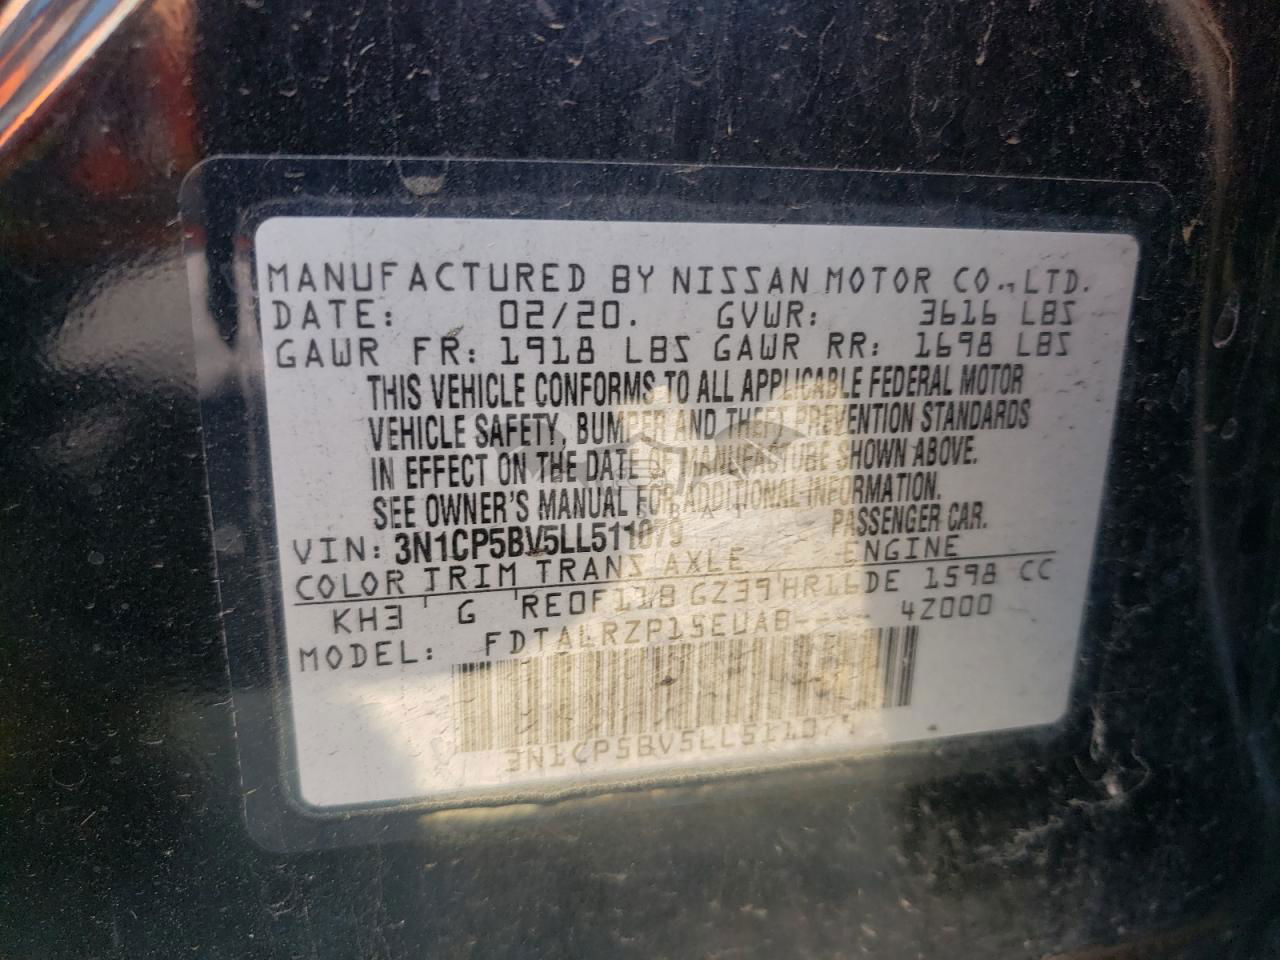 MANUFACTURED BY NISSAN MOTOR CO., LTD.
DATE: 02/20. GVWR: 3616 LBS
GAWR FR: 1918 LBS GAWR RR: 1698 LBS
THIS VEHICLE CONFORMS TO ALL APPLICABLE FEDERAL MOTOR
VEHICLE SAFETY, BUMPER AND THEFT PREVENTION STANDARDS
IN EFFECT ON THE DATE OF MANUFACTURE SHOWN ABOVE.
SEE OWNER'S MANUAL FOR ADDITIONAL INFORMATION.
PASSENGER CAR.
VIN: 3N1CP5BV5LL511079
COLOR TRIM TRANS AXLE ENGINE
KH3 G RE0F11B GZ39 HR16DE 1598 CC
MODEL: FDTALRZP15EUAB---- 4Z000
3N1CP5BV5LL511079